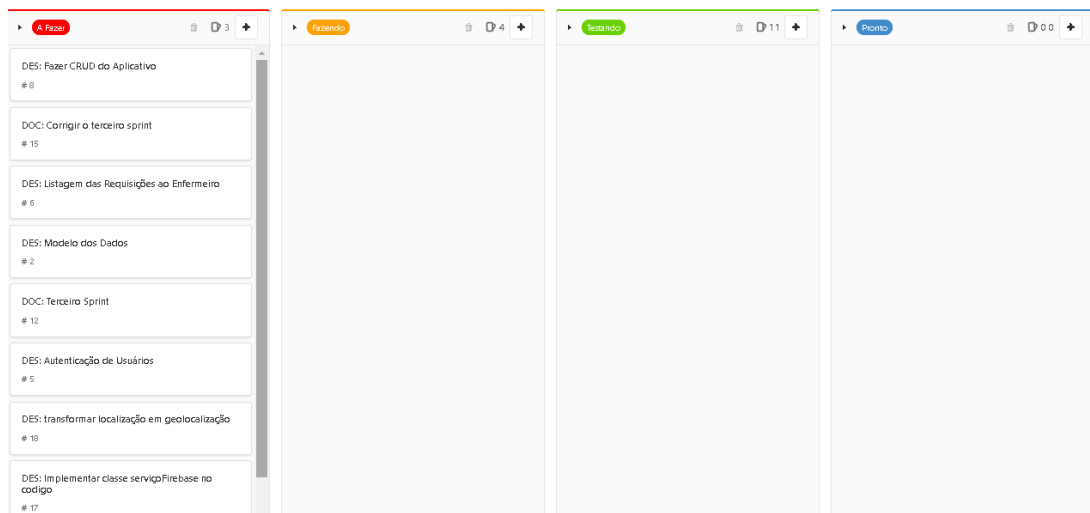 A Fazer
3
DES: Fazer CRUD do Aplicativo
# 8
DOC: Corrigir o terceiro sprint
# 15
DES: Listagem das Requisições ao Enfermeiro
# 6
DES: Modelo dos Dados
# 2
DOC: Terceiro Sprint
# 12
DES: Autenticação de Usuários
# 5
DES: transformar localização em geolocalização
# 18
DES: Implementar classe serviçoFirebase no
codigo
# 17
Fazendo
4
Testando
11
Pronto
0 0